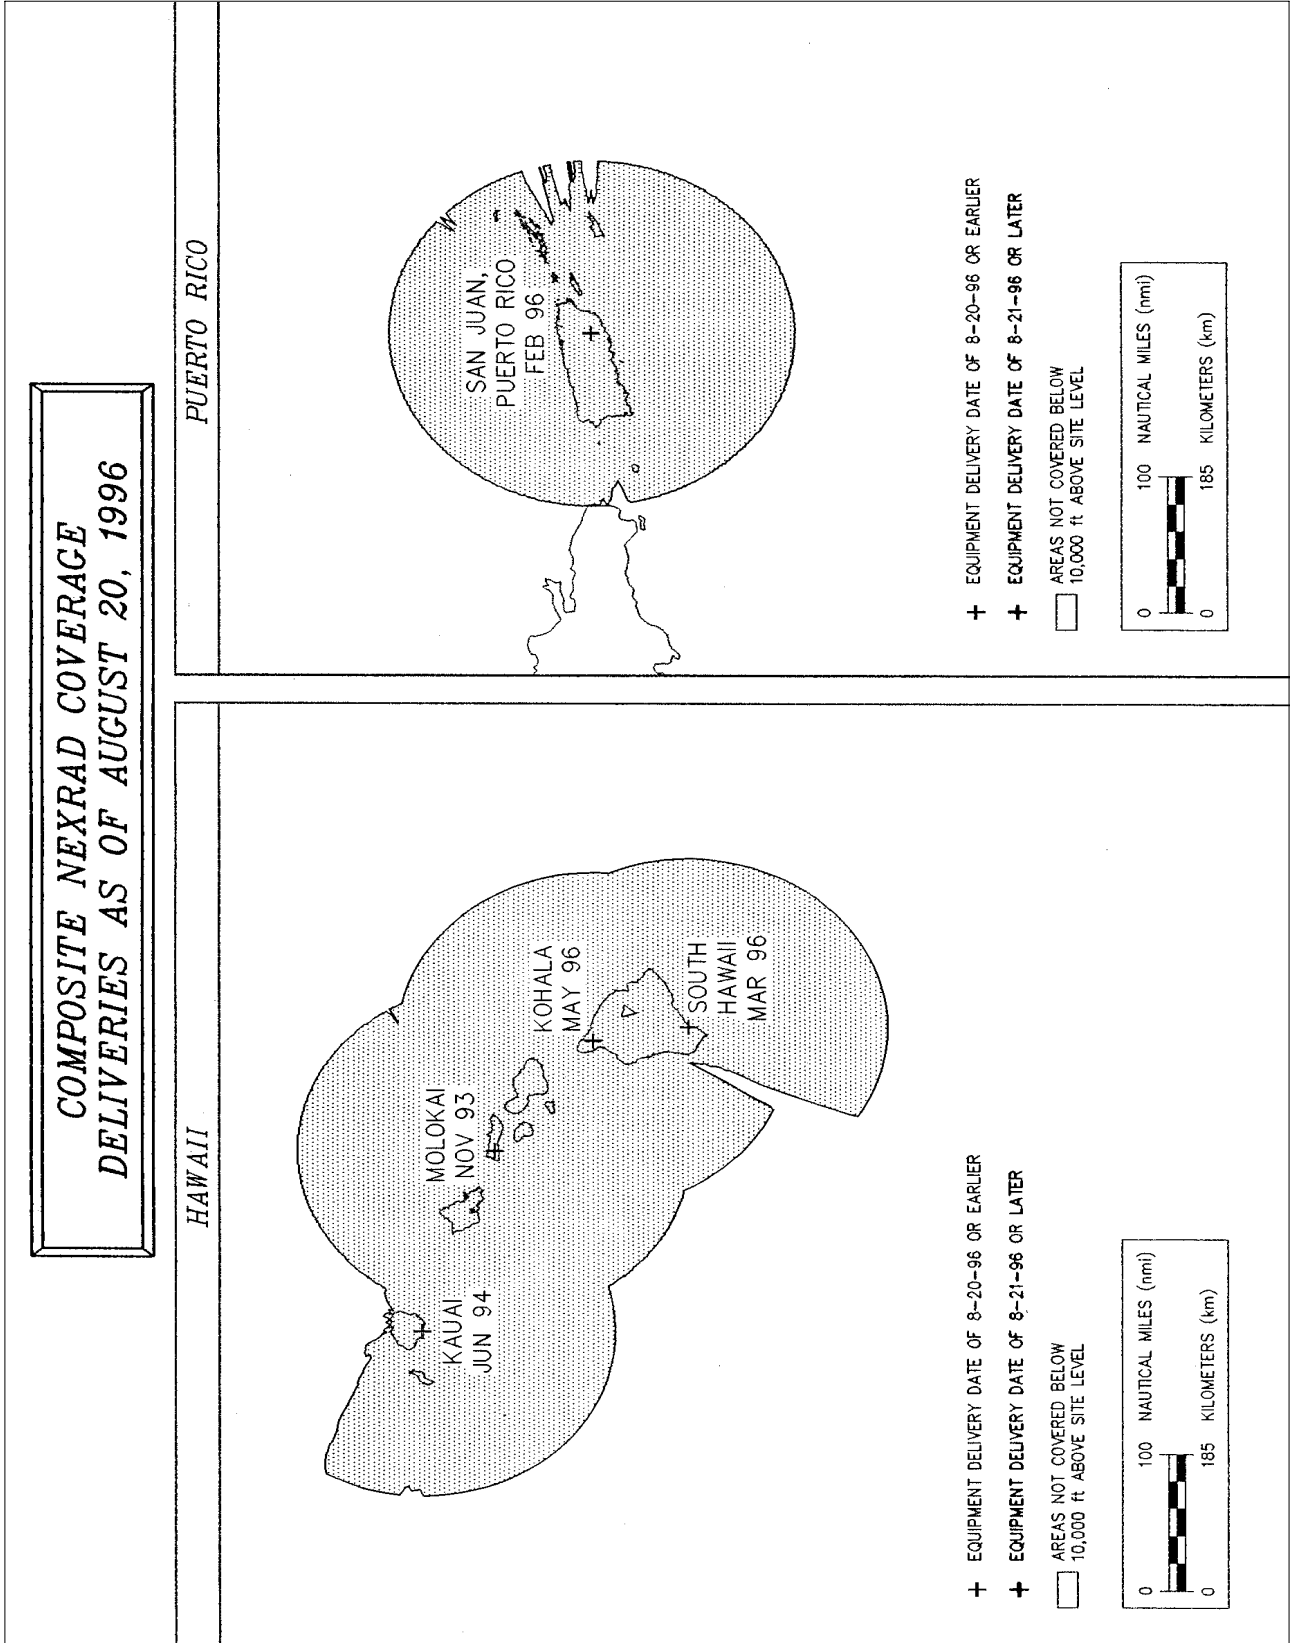 COMPOSITE NEXRAD COVERAGE
DELIVERIES AS OF AUGUST 20, 1996
HAWAII
KAUAI
JUN 94
MOLOKAI
NOV 93
KOHALA
MAY 96
SOUTH
HAWAII
MAR 96
+ EQUIPMENT DELIVERY DATE OF 8-20-96 OR EARLIER
+ EQUIPMENT DELIVERY DATE OF 8-21-96 OR LATER
AREAS NOT COVERED BELOW
10,000 ft ABOVE SITE LEVEL
0 100 NAUTICAL MILES (nmi)
0 185 KILOMETERS (km)
PUERTO RICO
SAN JUAN,
PUERTO RICO
FEB 96
+ EQUIPMENT DELIVERY DATE OF 8-20-96 OR EARLIER
+ EQUIPMENT DELIVERY DATE OF 8-21-96 OR LATER
AREAS NOT COVERED BELOW
10,000 ft ABOVE SITE LEVEL
0 100 NAUTICAL MILES (nmi)
0 185 KILOMETERS (km)